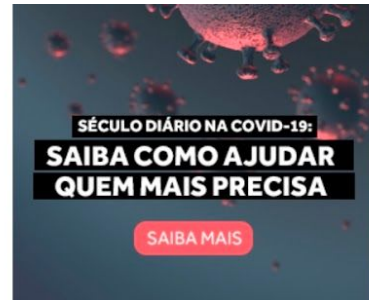 SÉCULO DIÁRIO NA COVID-19:
SAIBA COMO AJUDAR
QUEM MAIS PRECISA
SAIBA MAIS